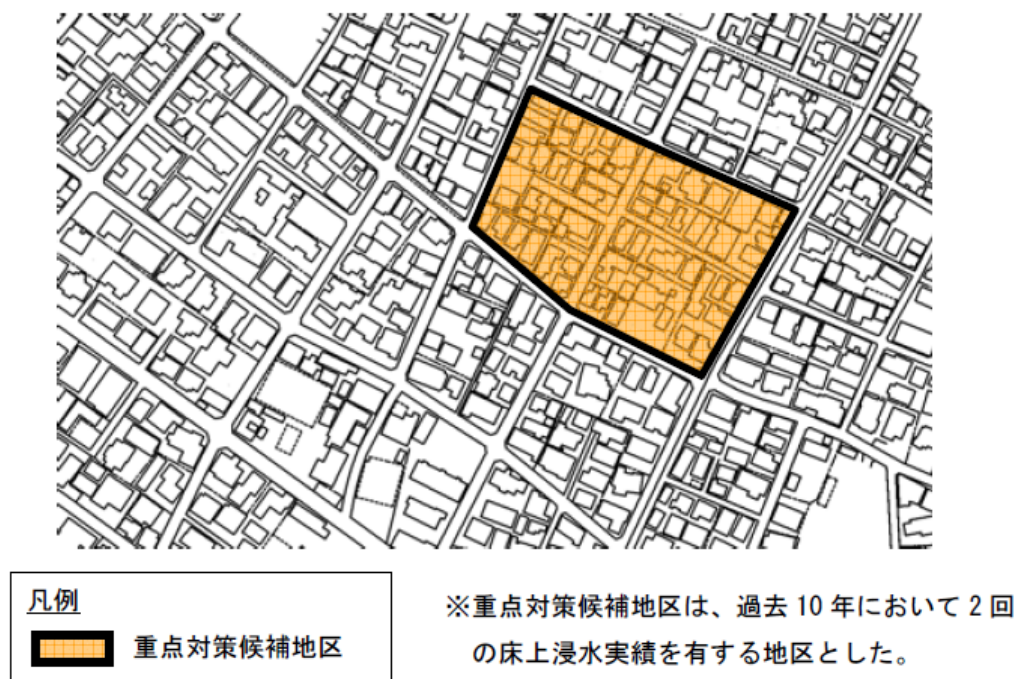 凡例
重点対策候補地区
※重点対策候補地区は、過去 10 年において 2 回
の床上浸水実績を有する地区とした。